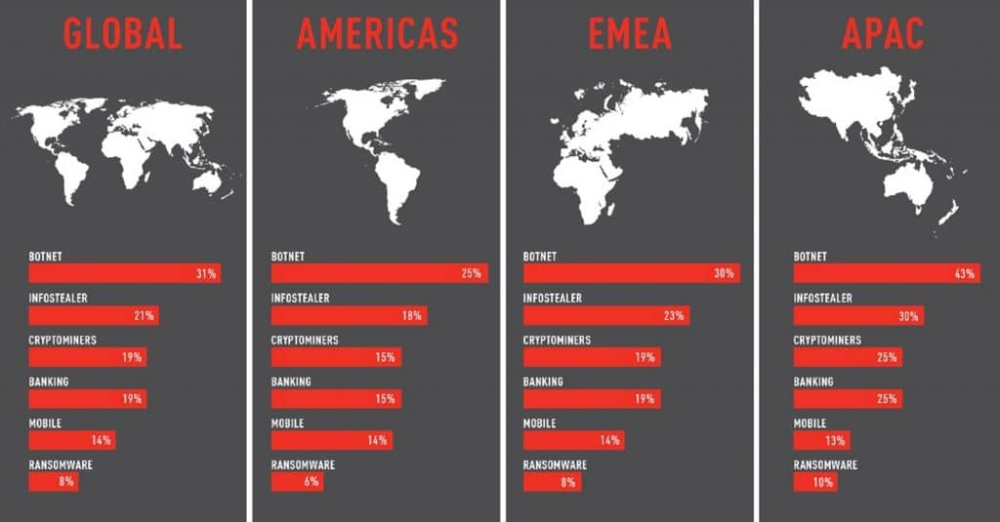 GLOBAL
BOTNET
31%
INFOSTEALER
21%
CRYPTOMINERS
19%
BANKING
19%
MOBILE
14%
RANSOMWARE
8%
AMERICAS
BOTNET
25%
INFOSTEALER
18%
CRYPTOMINERS
15%
BANKING
15%
MOBILE
14%
RANSOMWARE
6%
EMEA
BOTNET
30%
INFOSTEALER
23%
CRYPTOMINERS
19%
BANKING
19%
MOBILE
14%
RANSOMWARE
8%
APAC
BOTNET
43%
INFOSTEALER
30%
CRYPTOMINERS
25%
BANKING
25%
MOBILE
13%
RANSOMWARE
10%